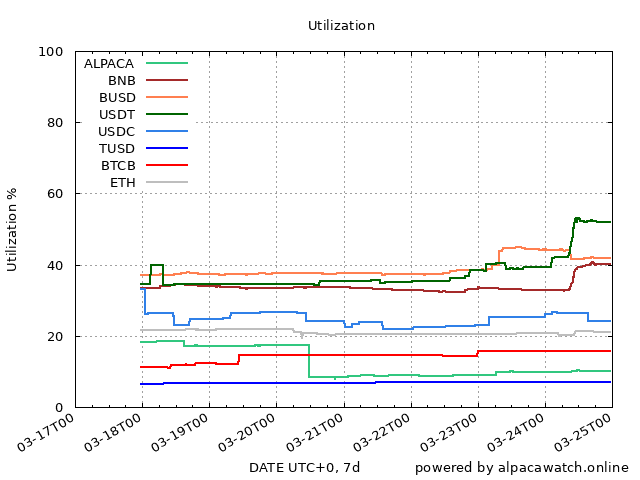 Utilization
100
80
60
40
20
0
Utilization %
ALPACA
BNB
BUSD
USDT
USDC
TUSD
BTCB
ETH
03-17T00
03-18T00
03-19T00
03-20T00
03-21T00
03-22T00
03-23T00
03-24T00
03-25T00
DATE UTC+0, 7d
powered by alpacawatch.online